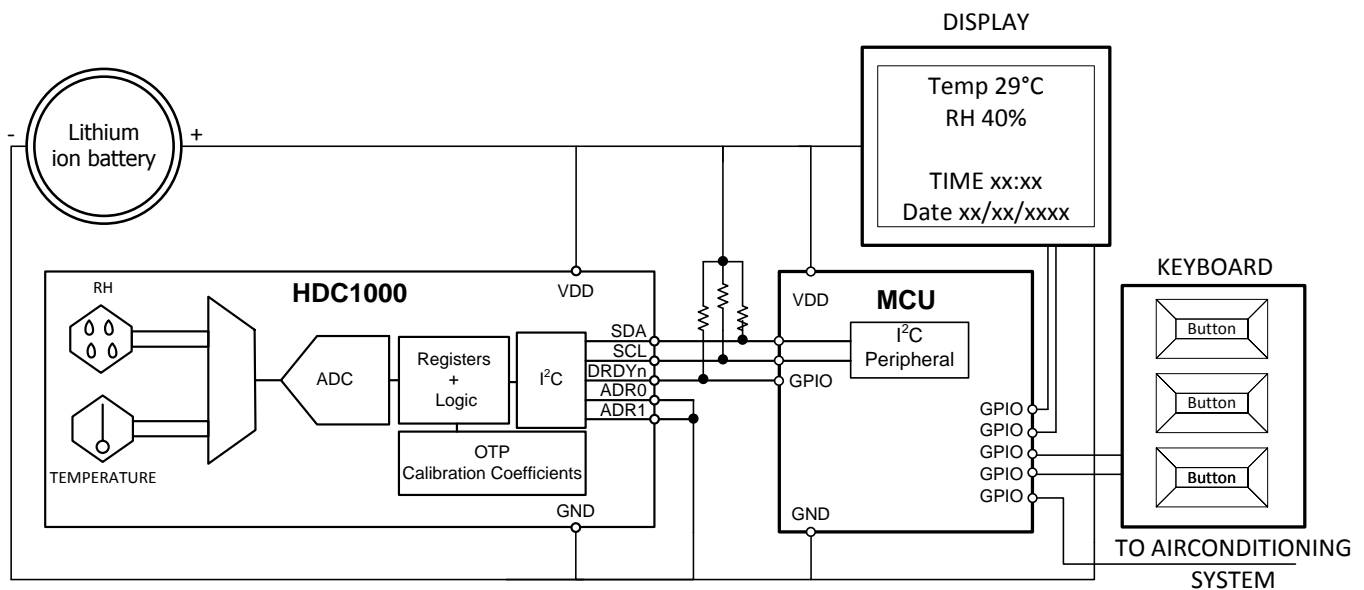 DISPLAY
Temp 29°C
RH 40%
TIME xx:xx
Date xx/xx/xxxx
-
Lithium
ion battery
+
HDC1000
VDD
RH
TEMPERATURE
ADC
Registers
+
Logic
I²C
OTP
Calibration Coefficients
SDA
SCL
DRDYn
ADR0
ADR1
GND
MCU
VDD
I²C
Peripheral
GPIO
GPIO
GPIO
GPIO
GPIO
GPIO
GND
KEYBOARD
Button
Button
Button
TO AIRCONDITIONING
SYSTEM